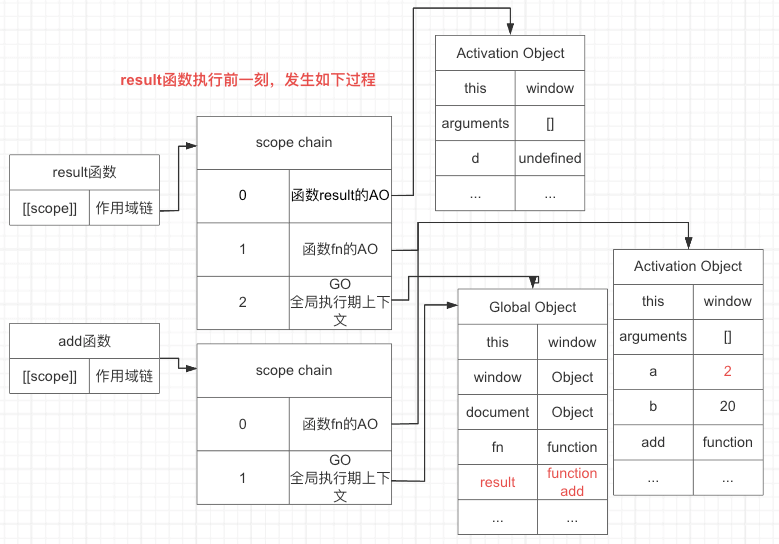 result函数执行前一刻，发生如下过程
Activation Object
this window
arguments []
d undefined
... ...
result函数
[[scope]] 作用域链
scope chain
0 函数result的AO
1 函数fn的AO
2 GO
全局执行期上下
文
add函数
[[scope]] 作用域链
scope chain
0 函数fn的AO
1 GO
全局执行期上下
文
Global Object
this window
window Object
document Object
fn function
result function
add
... ...
Activation Object
this window
arguments []
a 2
b 20
add function
... ...